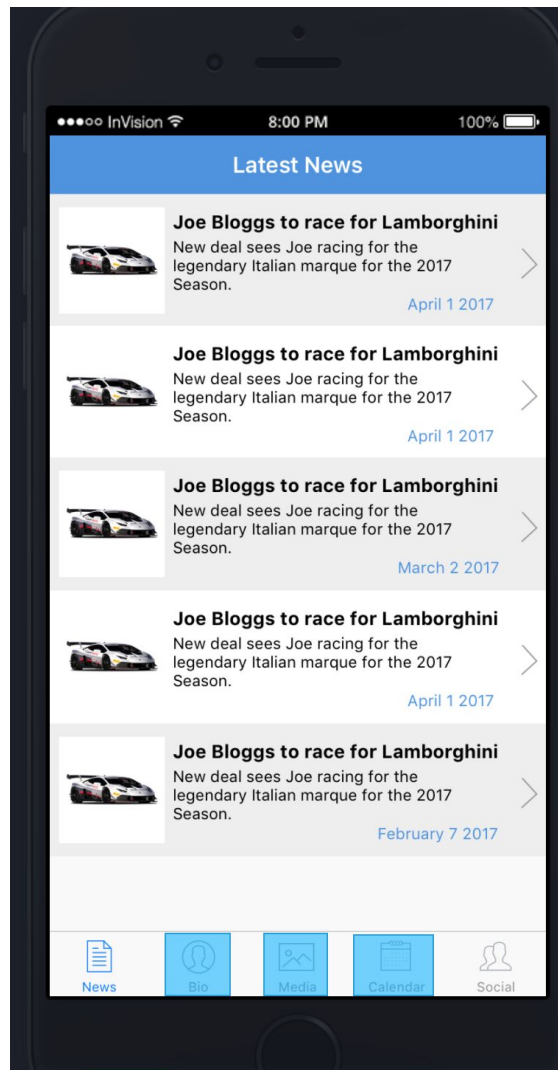 InVision 8:00 PM 100%
Latest News
Joe Bloggs to race for Lamborghini
New deal sees Joe racing for the
legendary Italian marque for the 2017
Season.
April 1 2017
Joe Bloggs to race for Lamborghini
New deal sees Joe racing for the
legendary Italian marque for the 2017
Season.
April 1 2017
Joe Bloggs to race for Lamborghini
New deal sees Joe racing for the
legendary Italian marque for the 2017
Season.
March 2 2017
Joe Bloggs to race for Lamborghini
New deal sees Joe racing for the
legendary Italian marque for the 2017
Season.
April 1 2017
Joe Bloggs to race for Lamborghini
New deal sees Joe racing for the
legendary Italian marque for the 2017
Season.
February 7 2017
News Bio Media Calendar Social